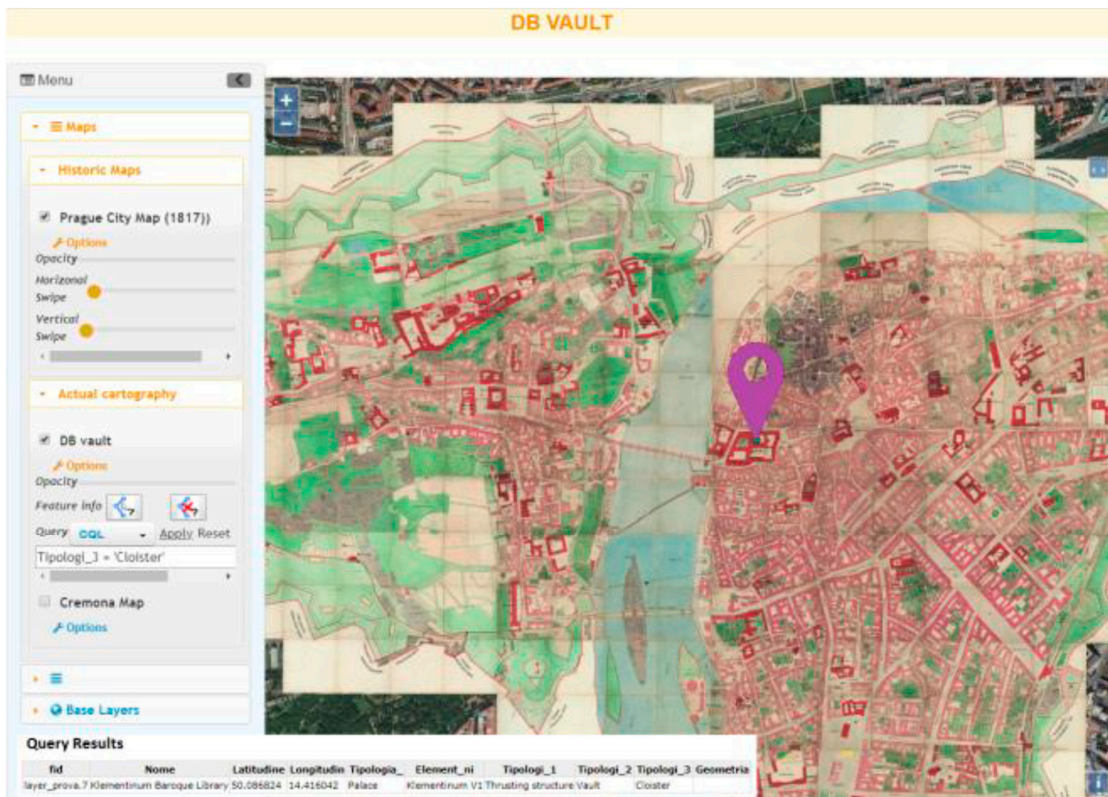 DB VAULT
Menu
+
−
Maps
Historic Maps
Prague City Map (1817))
Options
Opacity
Horizonal
Swipe
Vertical
Swipe
Actual cartography
DB vault
Options
Opacity
Feature info
Query CQL Apply Reset
Tipologi_3 = 'Cloister'
Cremona Map
Options
Base Layers
Query Results
fid Nome Latitudine Longitudin Tipologia_ Element_ni Tipologi_1 Tipologi_2 Tipologi_3 Geometria
layer_prova.7 Klementinum Baroque Library 50.086824 14.416042 Palace Klementinum V1 Thrusting structure Vault Cloister